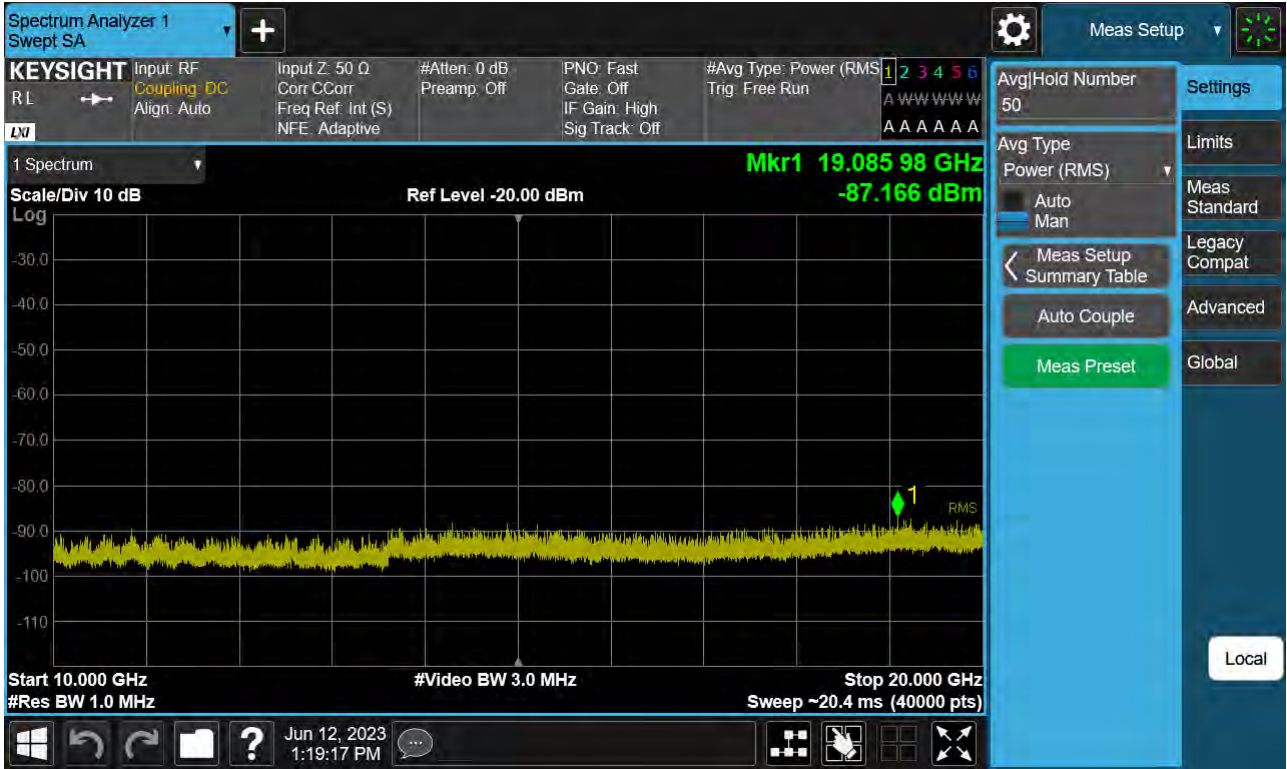 Spectrum Analyzer 1
Swept SA
+
Meas Setup
KEYSIGHT
RL
LXI
Input: RF
Coupling: DC
Align: Auto
Input Z: 50 Ω
Corr CCorr
Freq Ref: Int (S)
NFE: Adaptive
#Atten: 0 dB
Preamp: Off
PNO: Fast
Gate: Off
IF Gain: High
Sig Track: Off
#Avg Type: Power (RMS
Trig: Free Run
1 2 3 4 5 6
A W W W W W
A A A A A A
1 Spectrum
Scale/Div 10 dB
Ref Level -20.00 dBm
Mkr1 19.085 98 GHz
-87.166 dBm
Log
-30.0
-40.0
-50.0
-60.0
-70.0
-80.0
-90.0
-100
-110
1
RMS
Start 10.000 GHz
#Video BW 3.0 MHz
Stop 20.000 GHz
#Res BW 1.0 MHz
Sweep ~20.4 ms (40000 pts)
Avg|Hold Number
50
Avg Type
Power (RMS)
Auto
Man
Meas Setup
Summary Table
Auto Couple
Meas Preset
Settings
Limits
Meas
Standard
Legacy
Compat
Advanced
Global
Local
?
Jun 12, 2023
1:19:17 PM